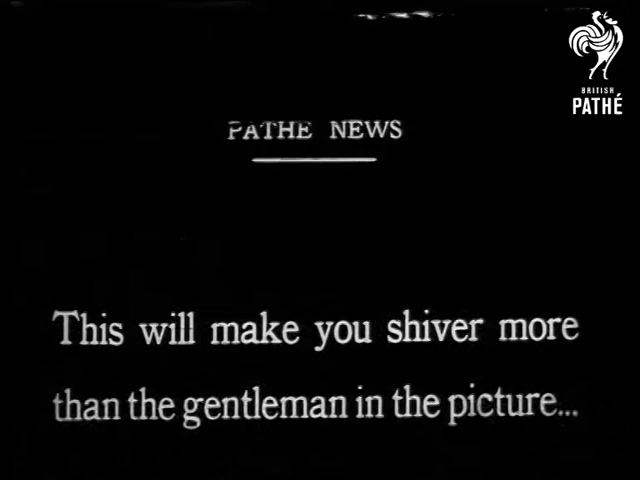 BRITISH
PATHÉ
PATHE NEWS
This will make you shiver more
than the gentleman in the picture...